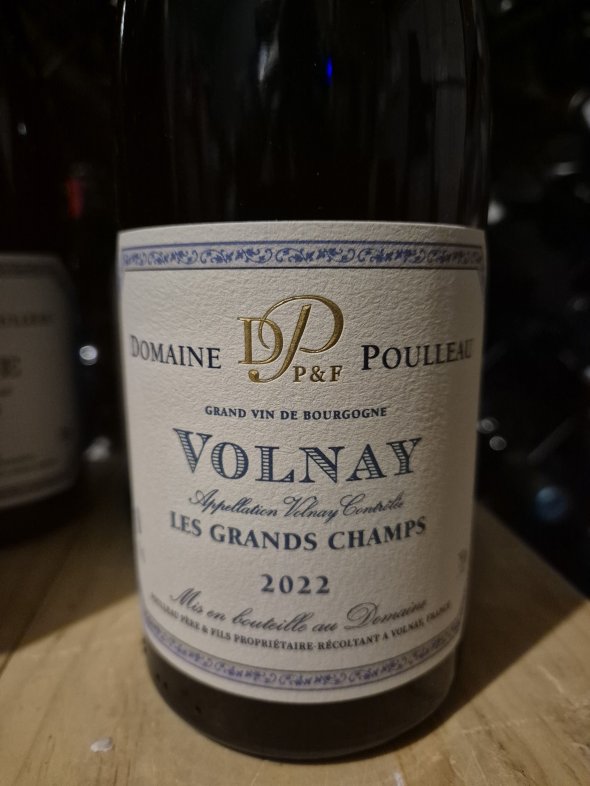 DP
P & F
DOMAINE POULLEAU
GRAND VIN DE BOURGOGNE
VOLNAY
Appellation Volnay Contrôlée
LES GRANDS CHAMPS
2022
Mis en bouteille au Domaine
POULLEAU PÈRE & FILS PROPRIÉTAIRE-RÉCOLTANT A VOLNAY, FRANCE